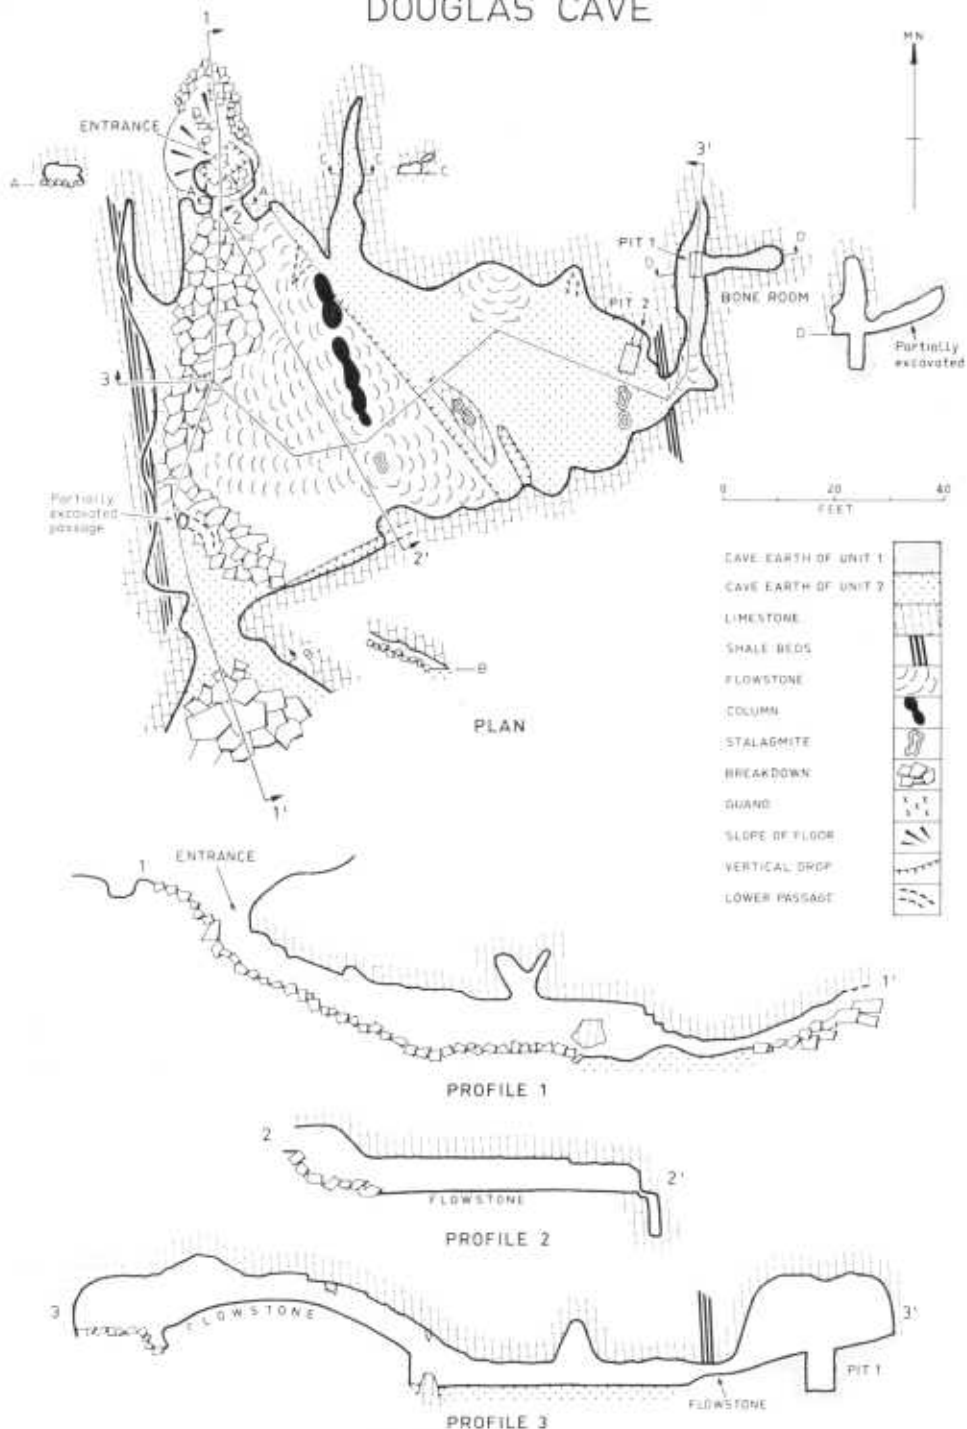 DOUGLAS CAVE
1
MN
ENTRANCE
A
A
A
C
C
C
3'
2
PIT 1
D
D'
BONE ROOM
PIT 2
D
Partially
excavated
3
0 20 40
FEET
Partially
excavated
passage
2'
B
B
PLAN
1'
CAVE EARTH OF UNIT 1
CAVE EARTH OF UNIT 2
LIMESTONE
SHALE BEDS
FLOWSTONE
COLUMN
STALAGMITE
BREAKDOWN
GUANO
SLOPE OF FLOOR
VERTICAL DROP
LOWER PASSAGE
1
ENTRANCE
1'
PROFILE 1
2
2'
FLOWSTONE
PROFILE 2
3
FLOWSTONE
3'
PIT 1
FLOWSTONE
PROFILE 3